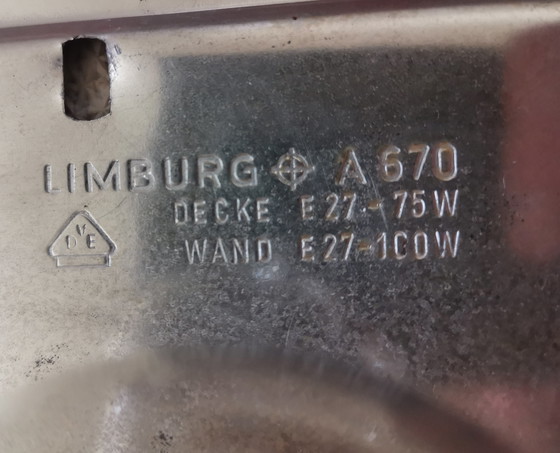 LIMBURG A 670
DECKE E27-75W
VDE WAND E27-100W